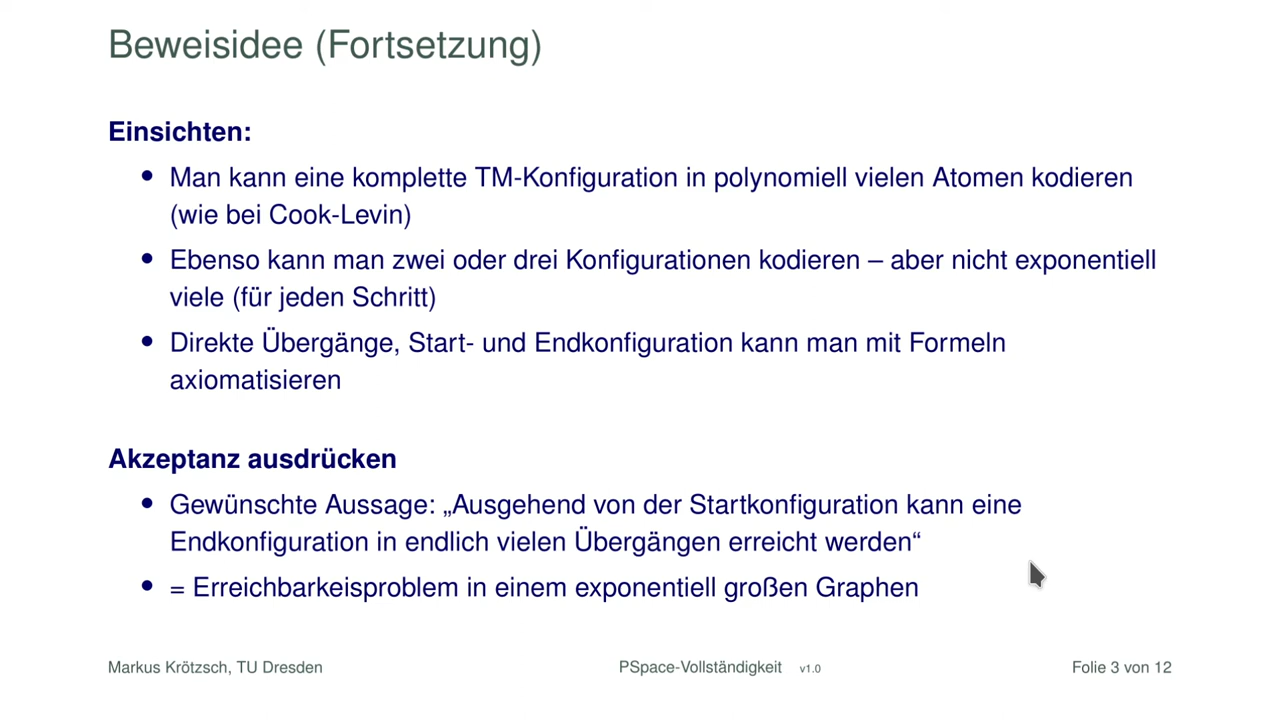 Beweisidee (Fortsetzung)
Einsichten:
• Man kann eine komplette TM-Konfiguration in polynomiell vielen Atomen kodieren
(wie bei Cook-Levin)
• Ebenso kann man zwei oder drei Konfigurationen kodieren – aber nicht exponentiell
viele (für jeden Schritt)
• Direkte Übergänge, Start- und Endkonfiguration kann man mit Formeln
axiomatisieren
Akzeptanz ausdrücken
• Gewünschte Aussage: „Ausgehend von der Startkonfiguration kann eine
Endkonfiguration in endlich vielen Übergängen erreicht werden“
• = Erreichbarkeisproblem in einem exponentiell großen Graphen
Markus Krötzsch, TU Dresden PSpace-Vollständigkeit v1.0 Folie 3 von 12